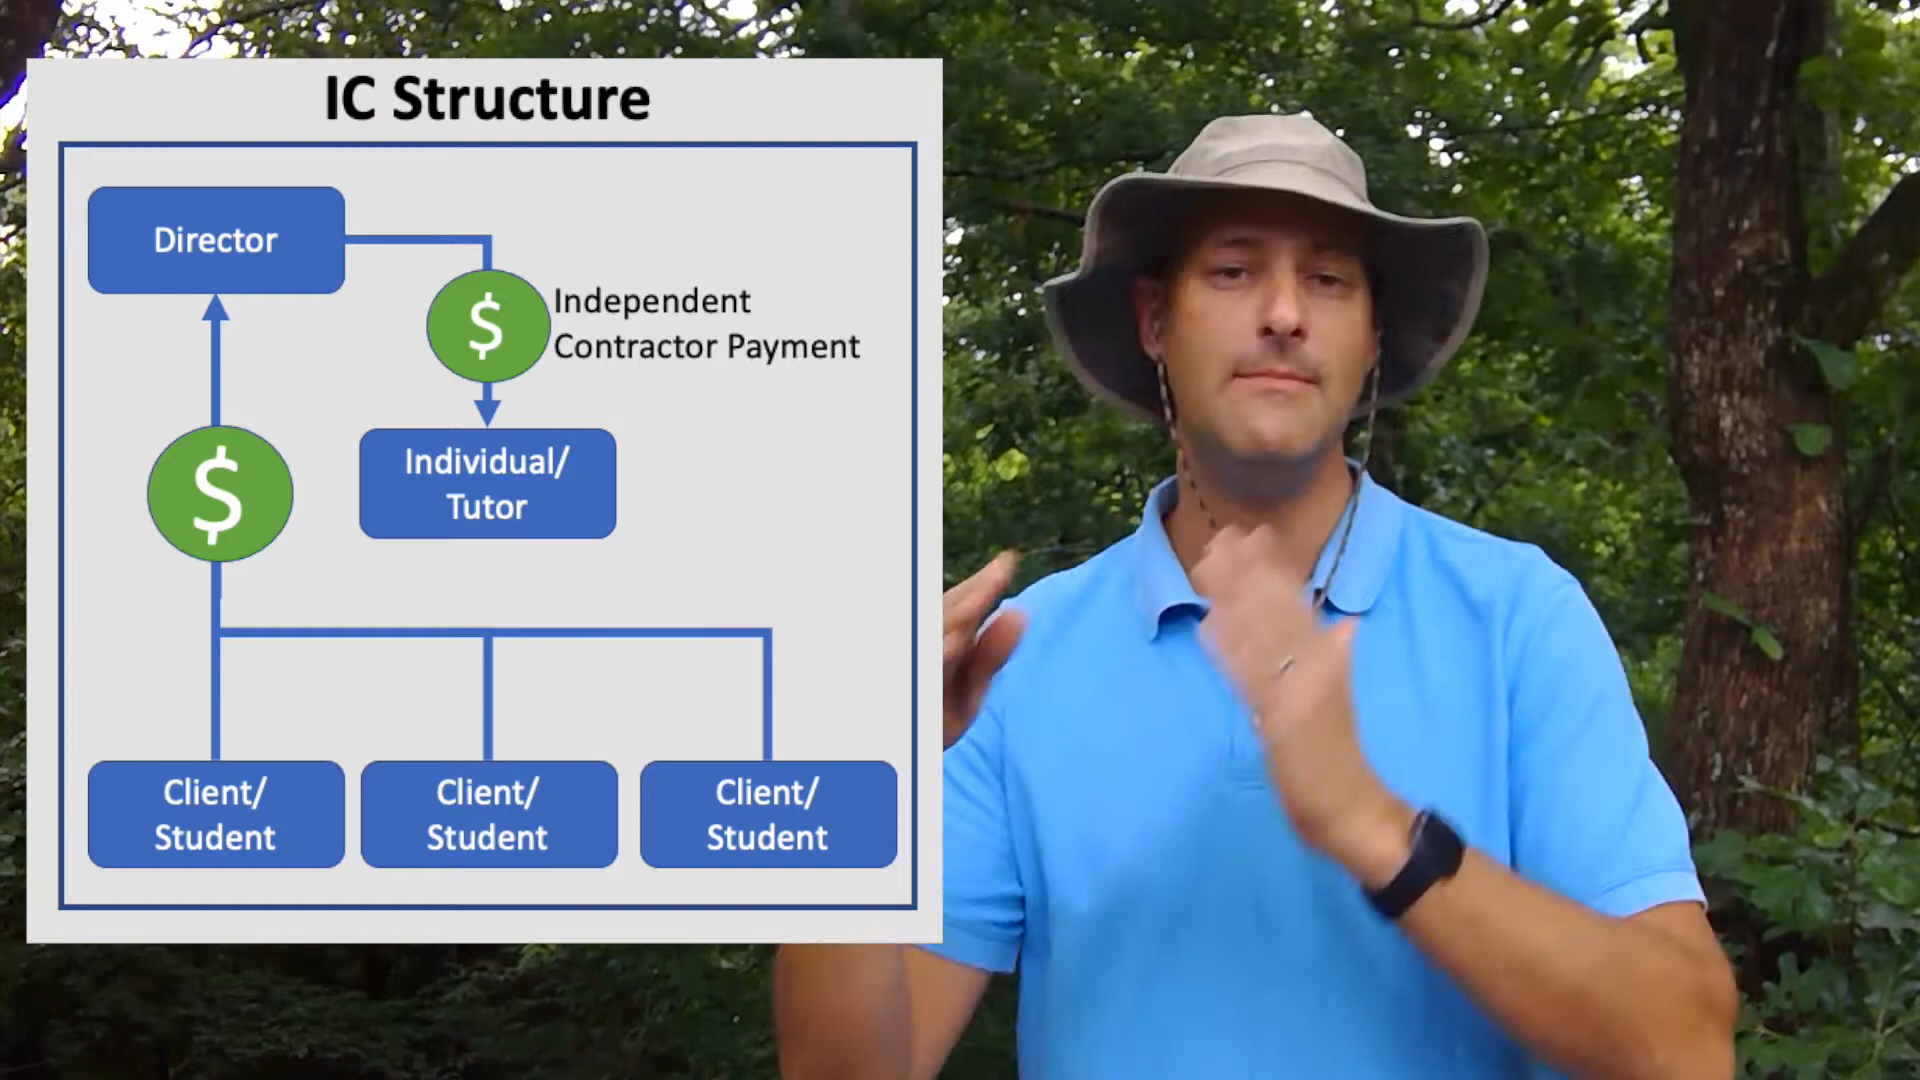 IC Structure
Director
$
Independent
Contractor Payment
$
Individual/
Tutor
Client/
Student
Client/
Student
Client/
Student